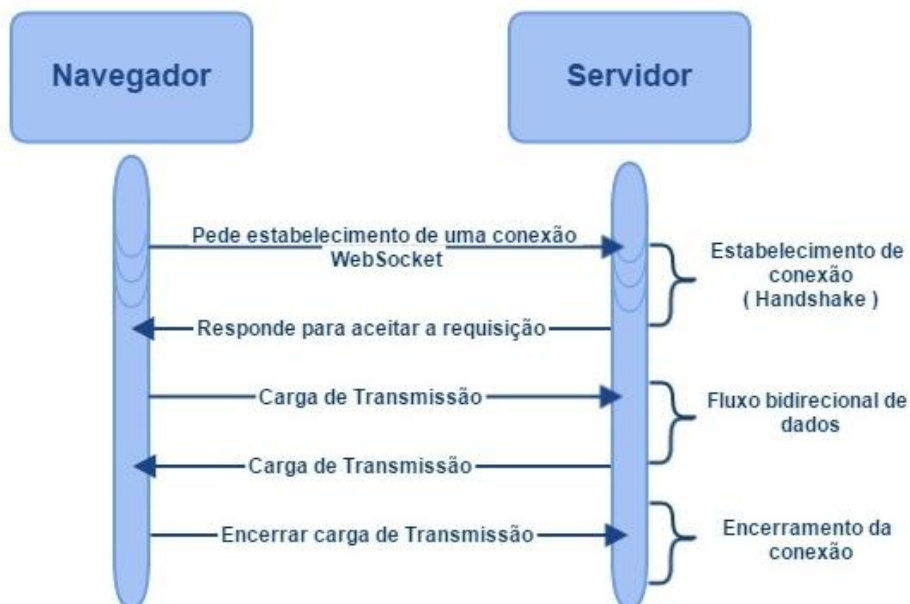 Navegador
Servidor
Pede estabelecimento de uma conexão
WebSocket
Estabelecimento de
conexão
( Handshake )
Responde para aceitar a requisição
Carga de Transmissão
Fluxo bidirecional de
dados
Carga de Transmissão
Encerrar carga de Transmissão
Encerramento da
conexão